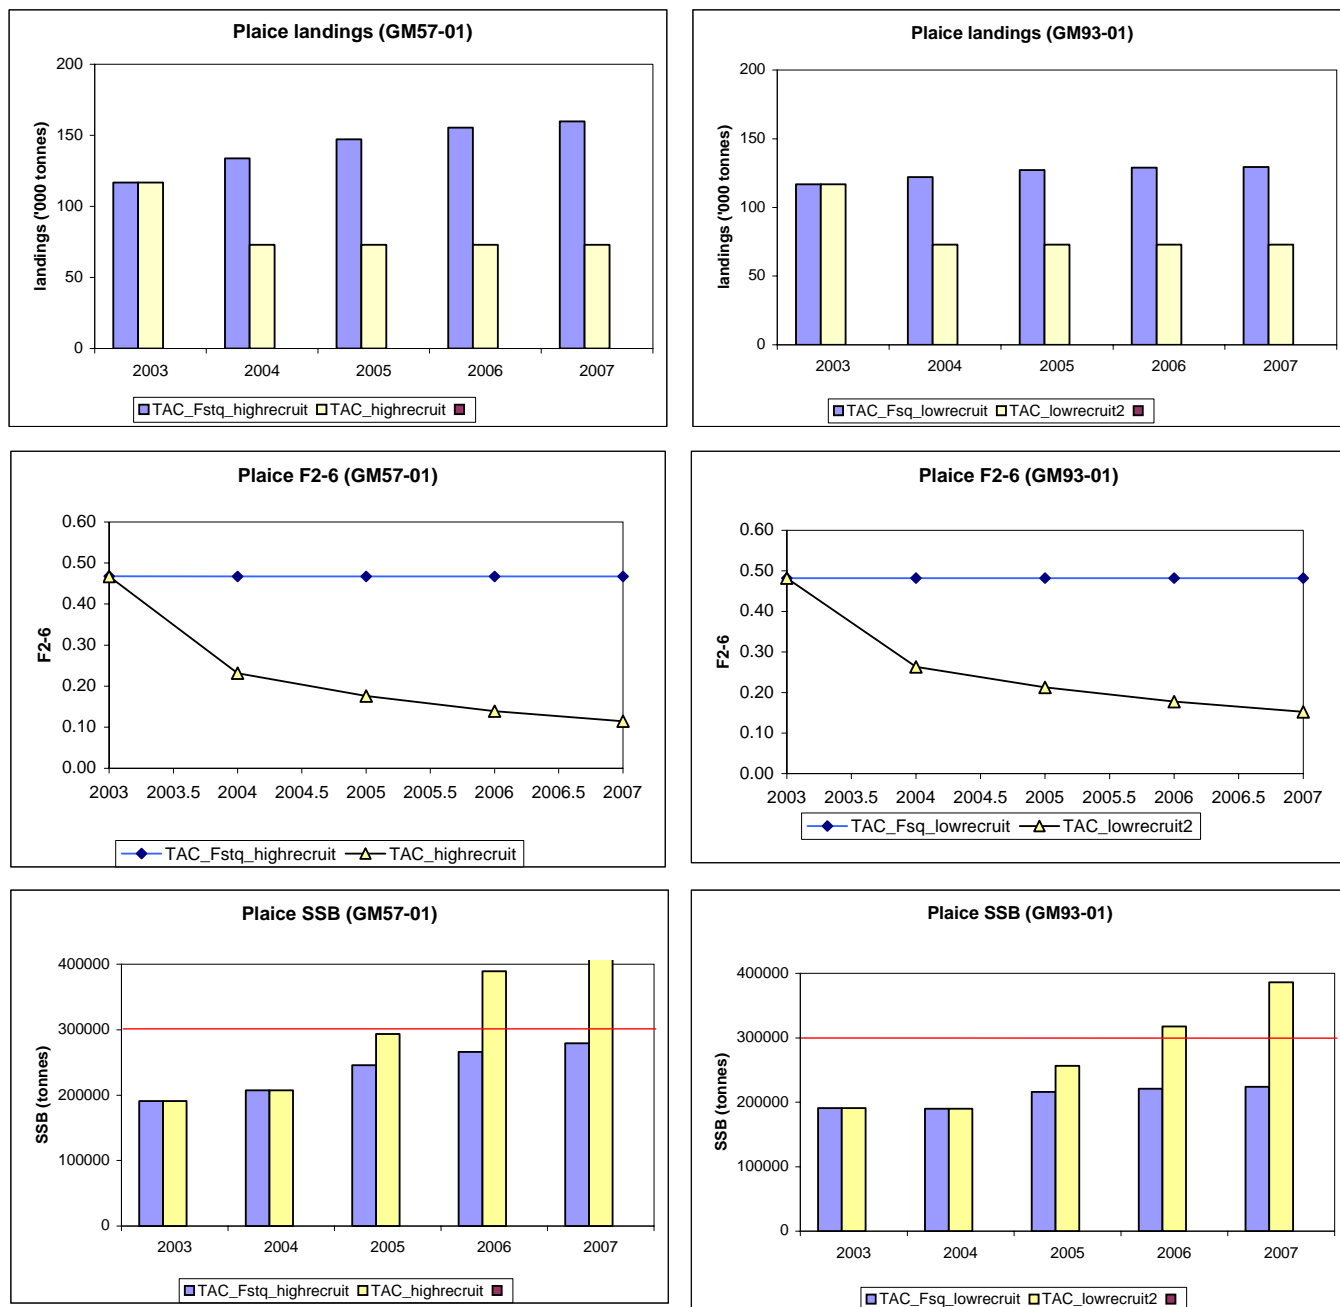 Plaice landings (GM57-01)
landings ('000 tonnes)
200
150
100
50
0
2003 2004 2005 2006 2007
TAC_Fstq_highrecruit TAC_highrecruit
Plaice landings (GM93-01)
landings ('000 tonnes)
200
150
100
50
0
2003 2004 2005 2006 2007
TAC_Fsq_lowrecruit TAC_lowrecruit2
Plaice F2-6 (GM57-01)
F2-6
0.60
0.50
0.40
0.30
0.20
0.10
0.00
2003 2003.5 2004 2004.5 2005 2005.5 2006 2006.5 2007
TAC_Fstq_highrecruit TAC_highrecruit
Plaice F2-6 (GM93-01)
F2-6
0.60
0.50
0.40
0.30
0.20
0.10
0.00
2003 2003.5 2004 2004.5 2005 2005.5 2006 2006.5 2007
TAC_Fsq_lowrecruit TAC_lowrecruit2
Plaice SSB (GM57-01)
SSB (tonnes)
400000
300000
200000
100000
0
2003 2004 2005 2006 2007
TAC_Fstq_highrecruit TAC_highrecruit
Plaice SSB (GM93-01)
SSB (tonnes)
400000
300000
200000
100000
0
2003 2004 2005 2006 2007
TAC_Fsq_lowrecruit TAC_lowrecruit2